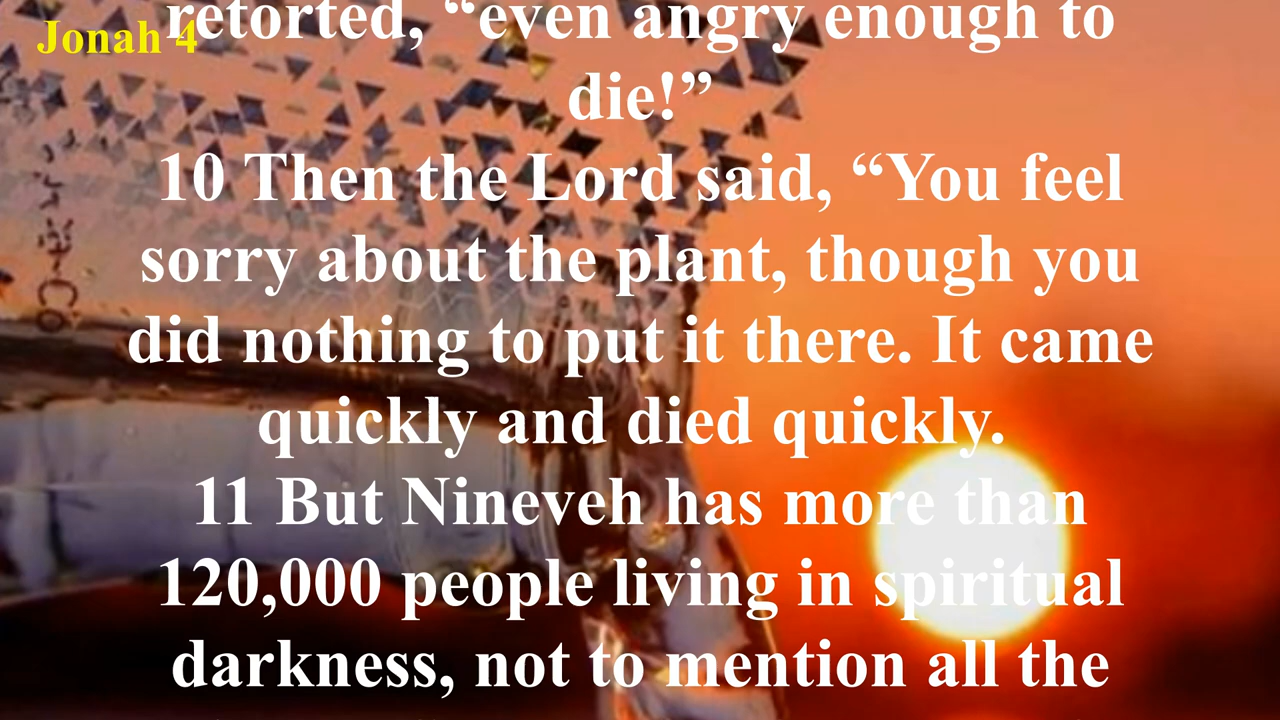 Jonah 4
retorted, “even angry enough to
die!”
10 Then the Lord said, “You feel
sorry about the plant, though you
did nothing to put it there. It came
quickly and died quickly.
11 But Nineveh has more than
120,000 people living in spiritual
darkness, not to mention all the